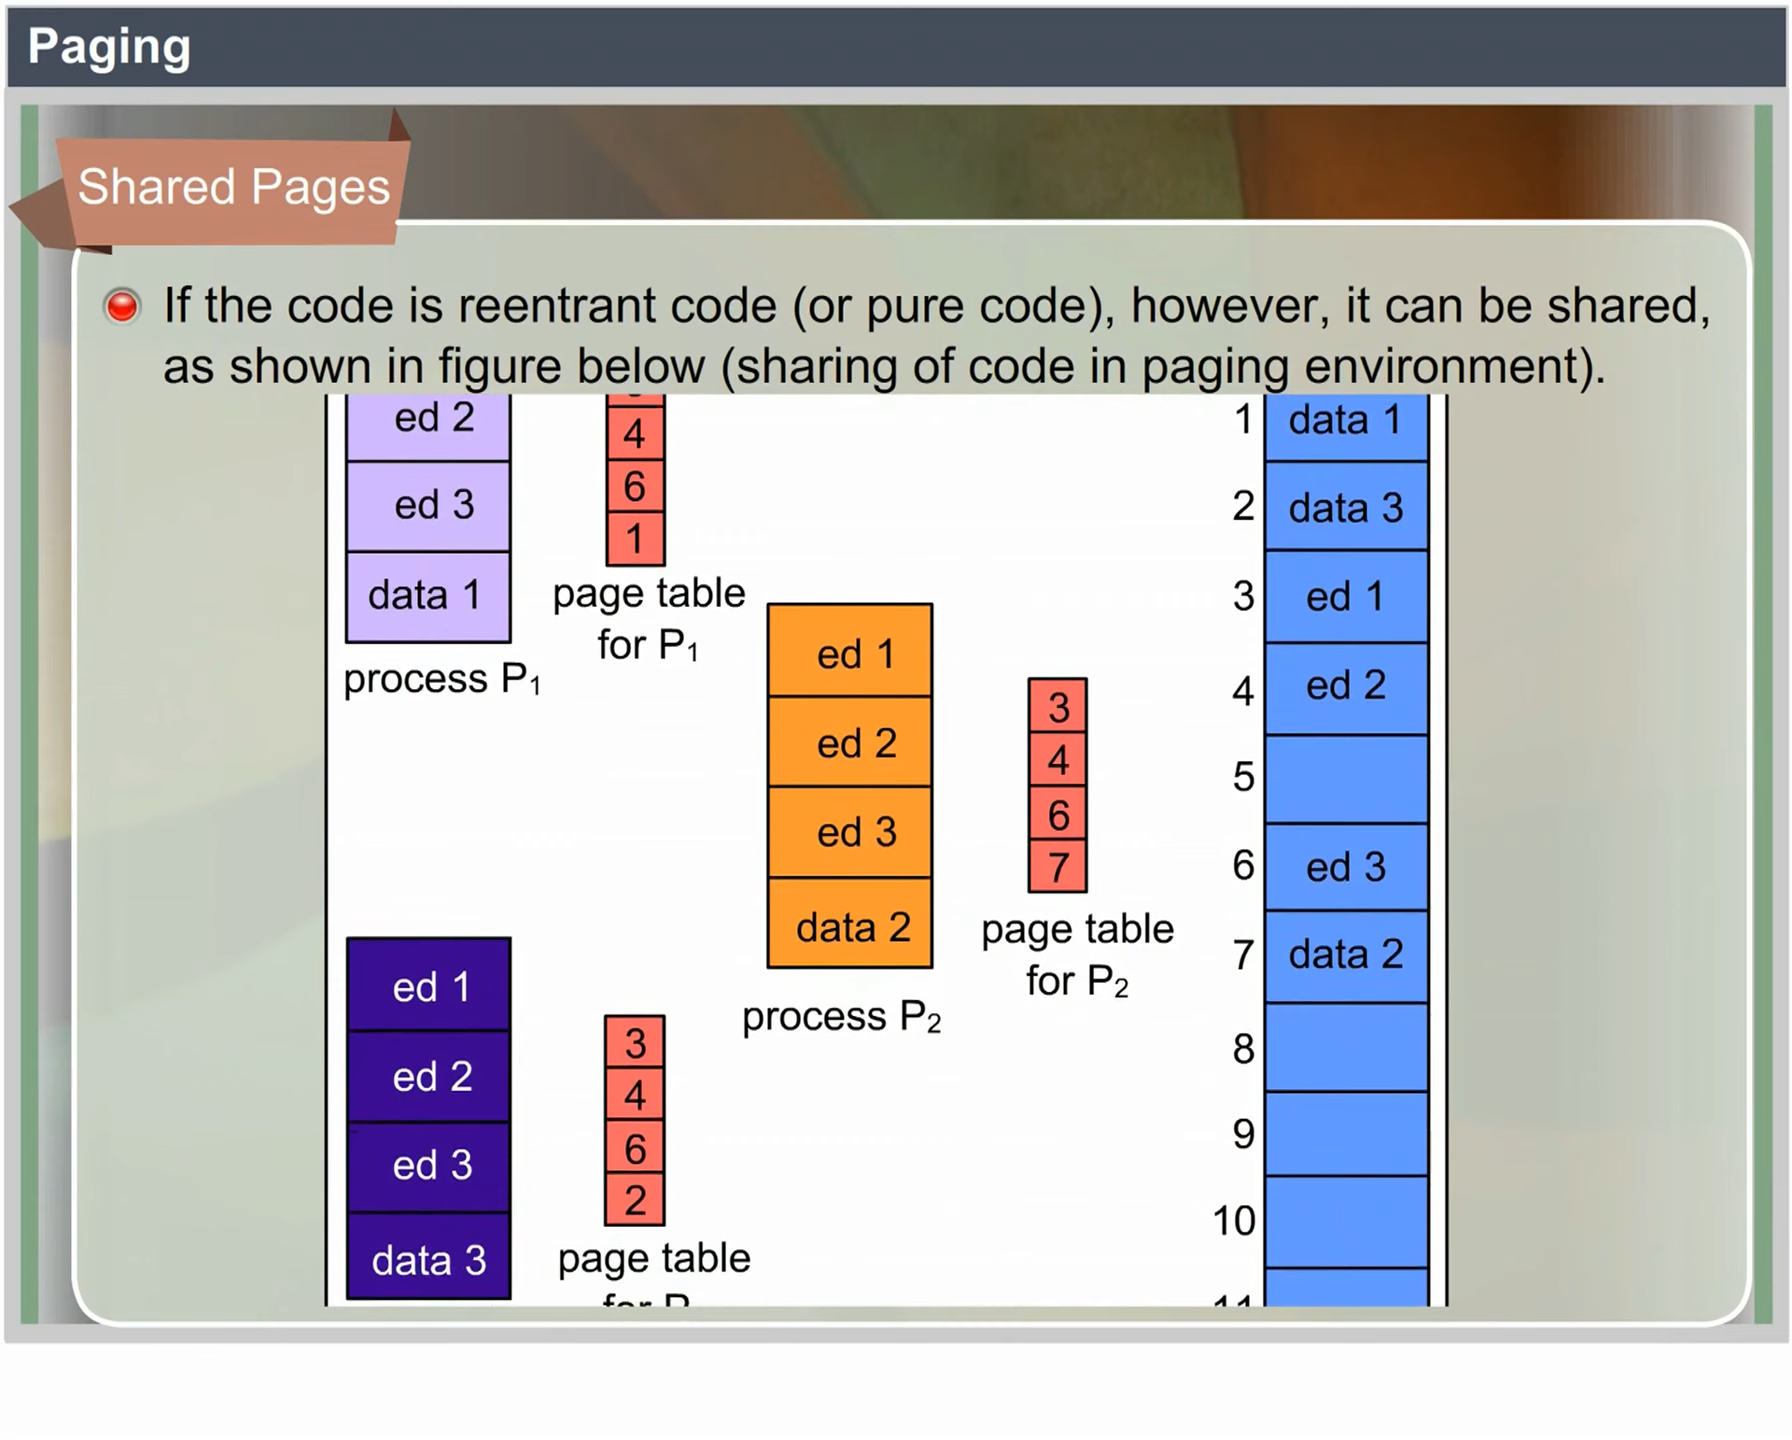 Paging
Shared Pages
If the code is reentrant code (or pure code), however, it can be shared,
as shown in figure below (sharing of code in paging environment).
ed 2
ed 3
data 1
process P₁
4
6
1
page table
for P₁
ed 1
ed 2
ed 3
data 2
process P₂
3
4
6
7
page table
for P₂
ed 1
ed 2
ed 3
data 3
3
4
6
2
page table
1 data 1
2 data 3
3 ed 1
4 ed 2
5
6 ed 3
7 data 2
8
9
10